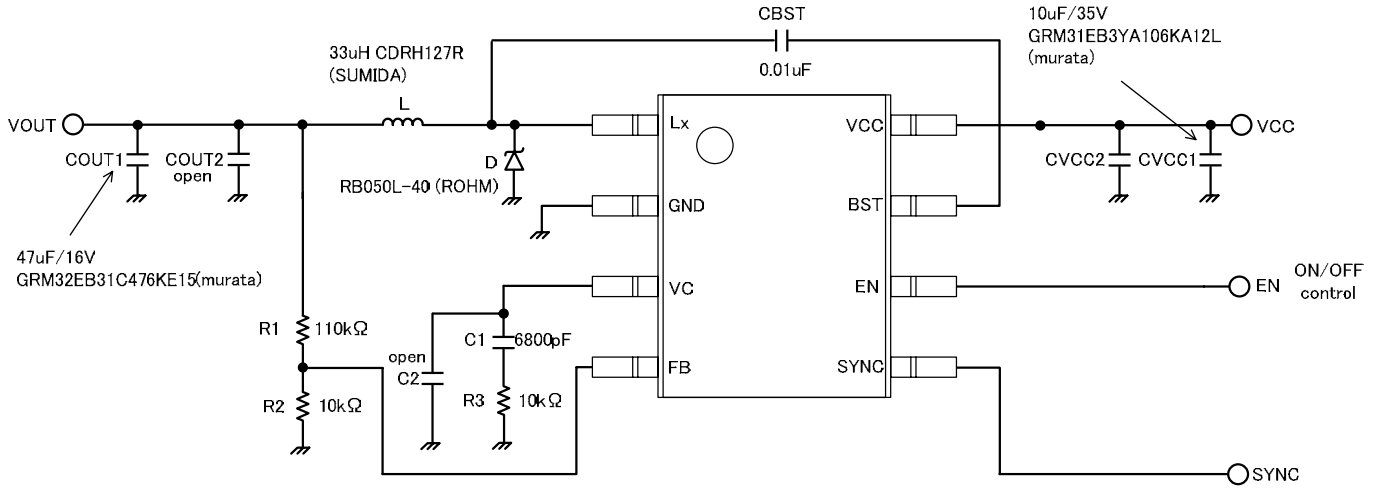 CBST
0.01uF
10uF/35V
GRM31EB3YA106KA12L
(murata)
33uH CDRH127R
(SUMIDA)
L
VOUT
COUT1
COUT2
open
D
RB050L-40 (ROHM)
47uF/16V
GRM32EB31C476KE15(murata)
Lx
GND
VC
FB
VCC
BST
EN
SYNC
CVCC2
CVCC1
VCC
EN
ON/OFF
control
SYNC
R1
110kΩ
R2
10kΩ
open
C2
C1
6800pF
R3
10kΩ